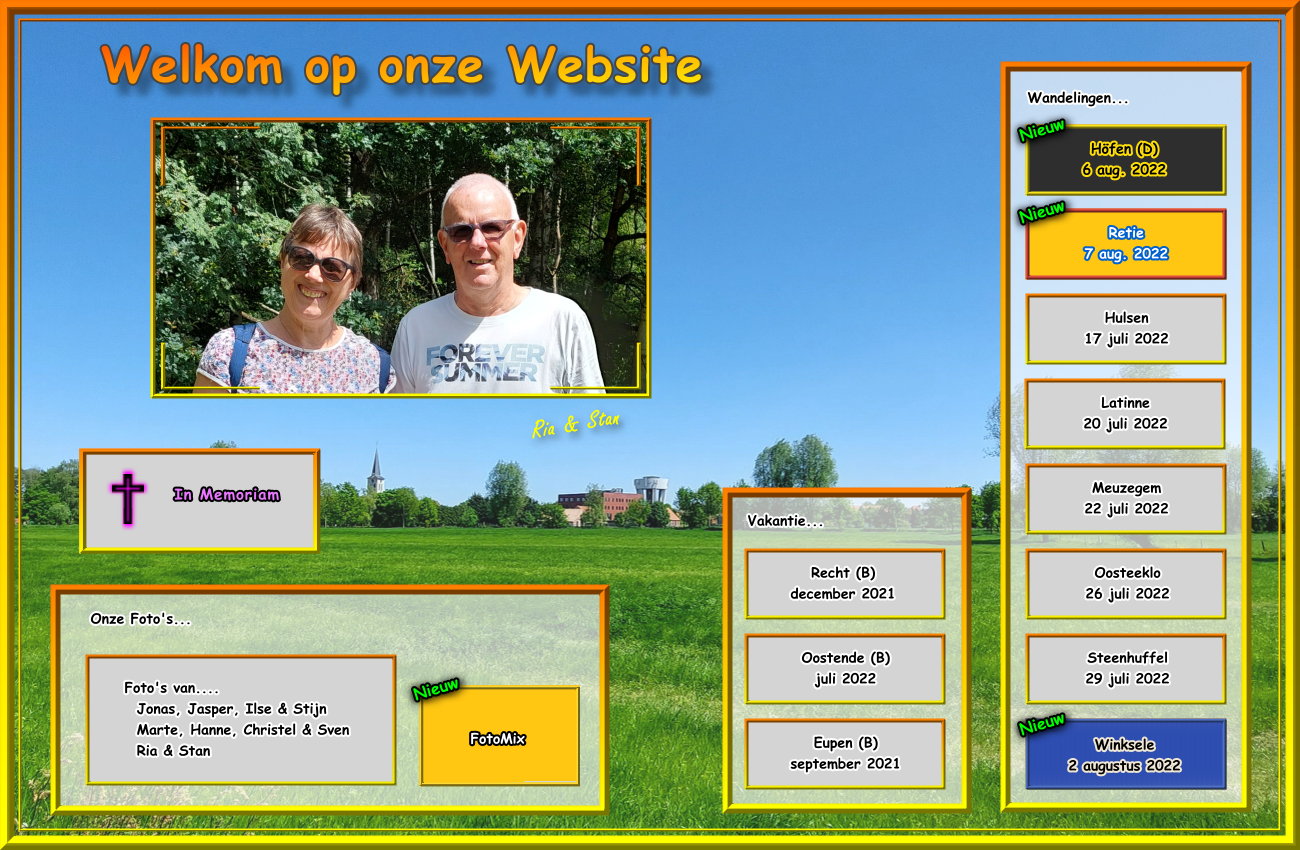 Welkom op onze Website
FOREVER
SUMMER
Ria & Stan
In Memoriam
Onze Foto's...
Foto's van....
Jonas, Jasper, Ilse & Stijn
Marte, Hanne, Christel & Sven
Ria & Stan
Nieuw
FotoMix
Vakantie...
Recht (B)
december 2021
Oostende (B)
juli 2022
Eupen (B)
september 2021
Wandelingen...
Nieuw
Höfen (D)
6 aug. 2022
Nieuw
Retie
7 aug. 2022
Hulsen
17 juli 2022
Latinne
20 juli 2022
Meuzegem
22 juli 2022
Oosteeklo
26 juli 2022
Steenhuffel
29 juli 2022
Nieuw
Winksele
2 augustus 2022